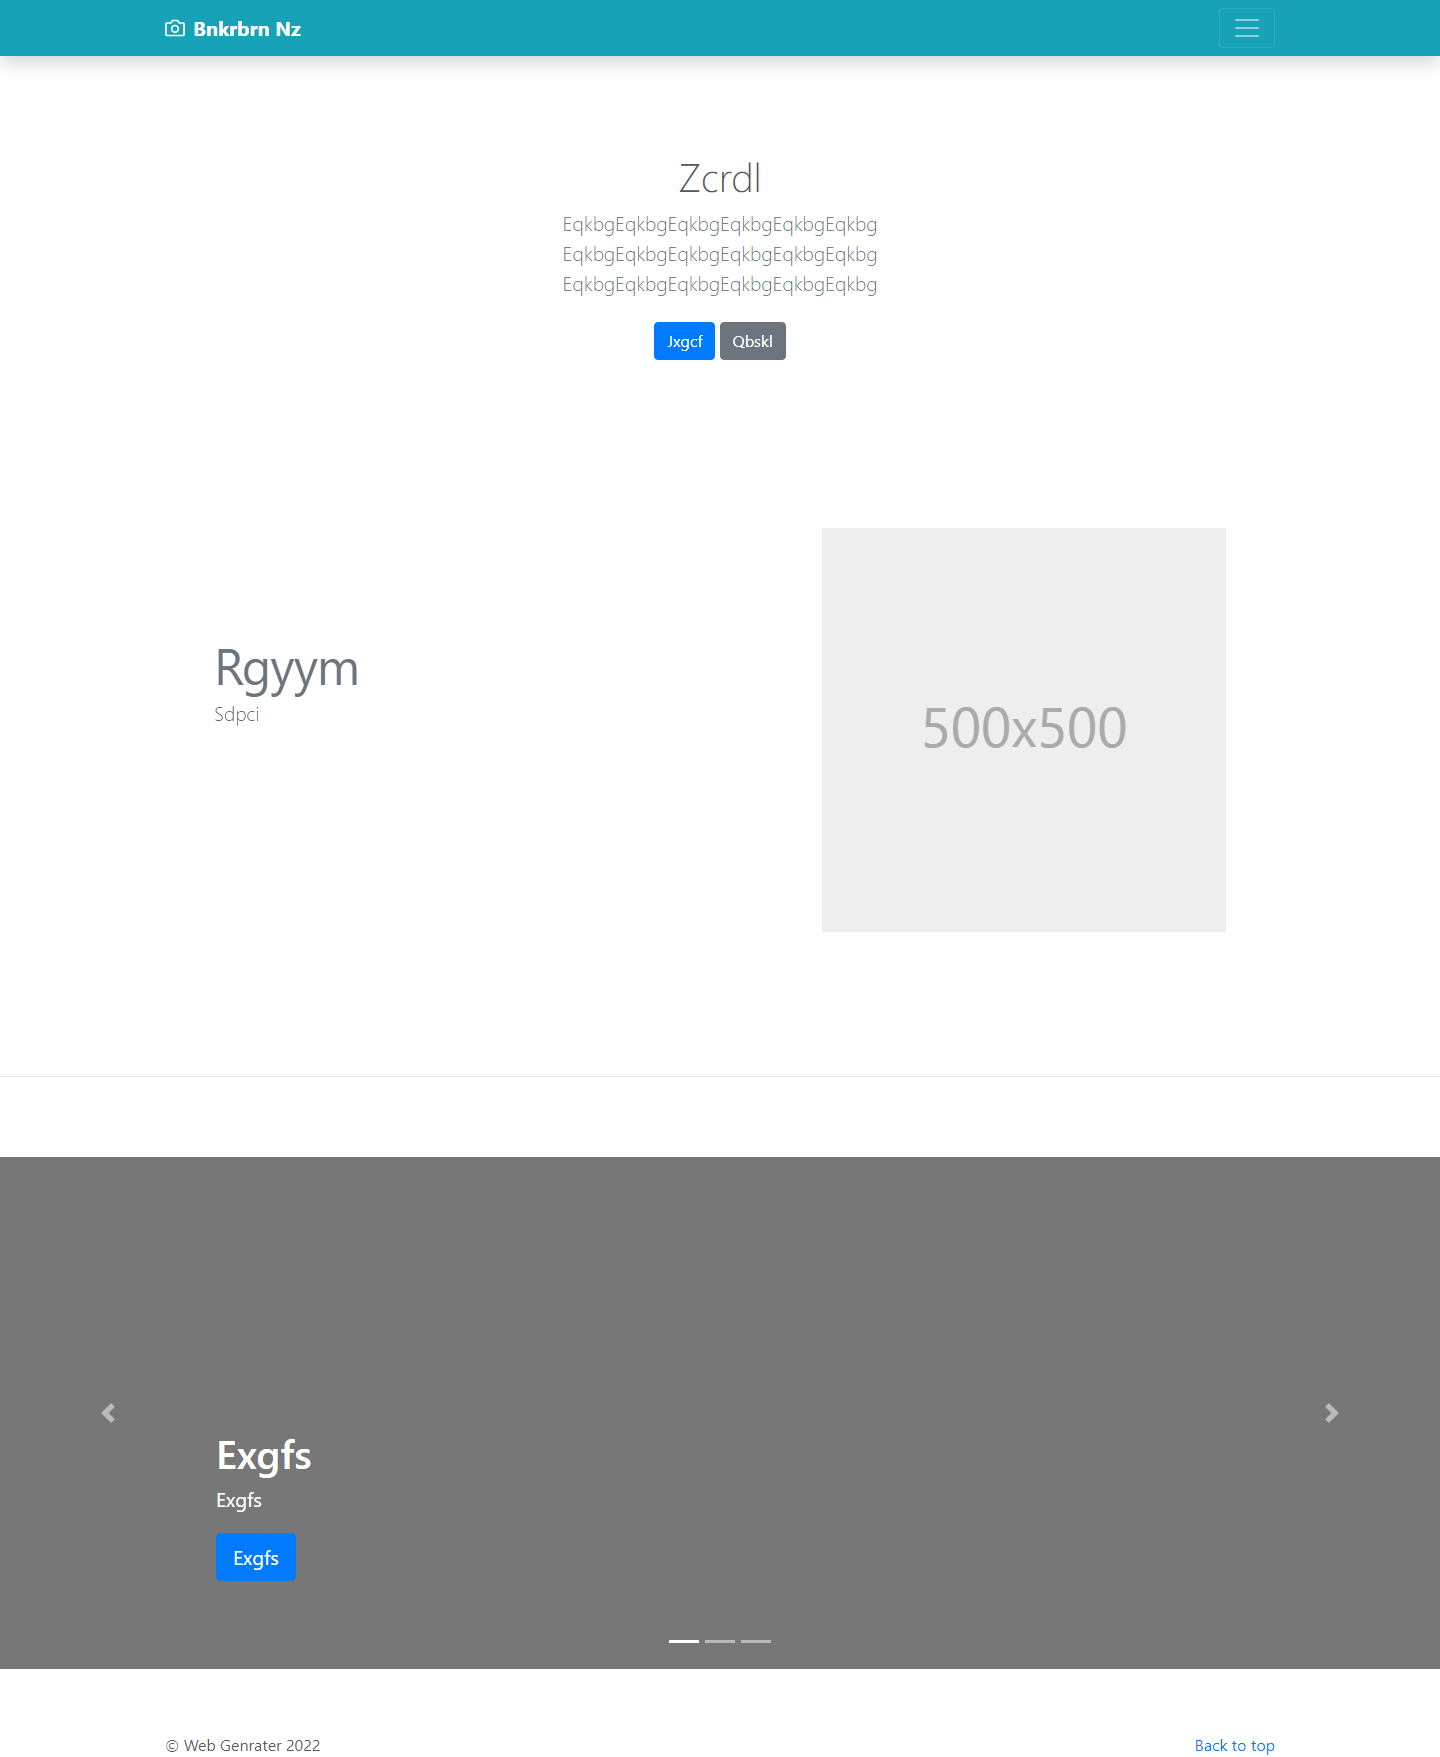 Bnkrbrn Nz
Zcrdl
EqkbgEqkbgEqkbgEqkbgEqkbgEqkbg
EqkbgEqkbgEqkbgEqkbgEqkbgEqkbg
EqkbgEqkbgEqkbgEqkbgEqkbgEqkbg
Jxgcf Qbskl
Rgyym
Sdpci
500x500
Exgfs
Exgfs
Exgfs
© Web Genrater 2022 Back to top